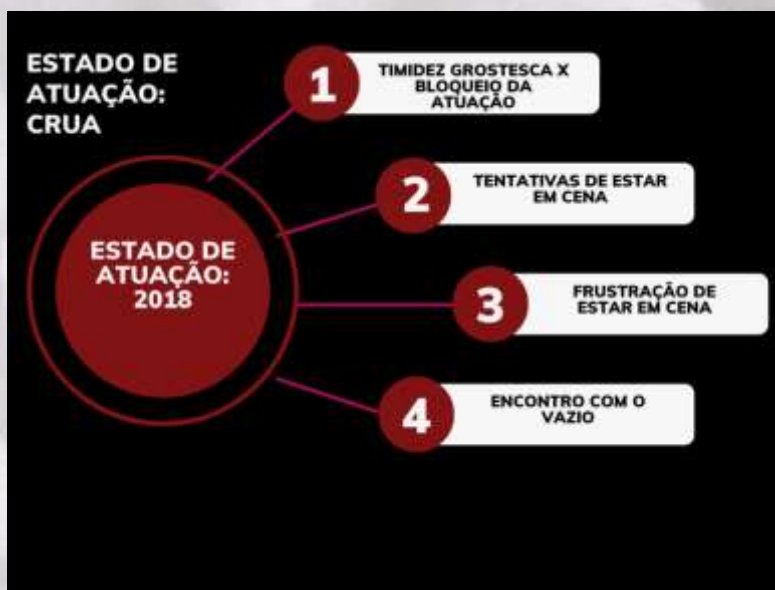 ESTADO DE
ATUAÇÃO:
CRUA
1
TIMIDEZ GROSTESCA X
BLOQUEIO DA
ATUAÇÃO
2
TENTATIVAS DE ESTAR
EM CENA
ESTADO DE
ATUAÇÃO:
2018
3
FRUSTRAÇÃO DE
ESTAR EM CENA
4
ENCONTRO COM O
VAZIO